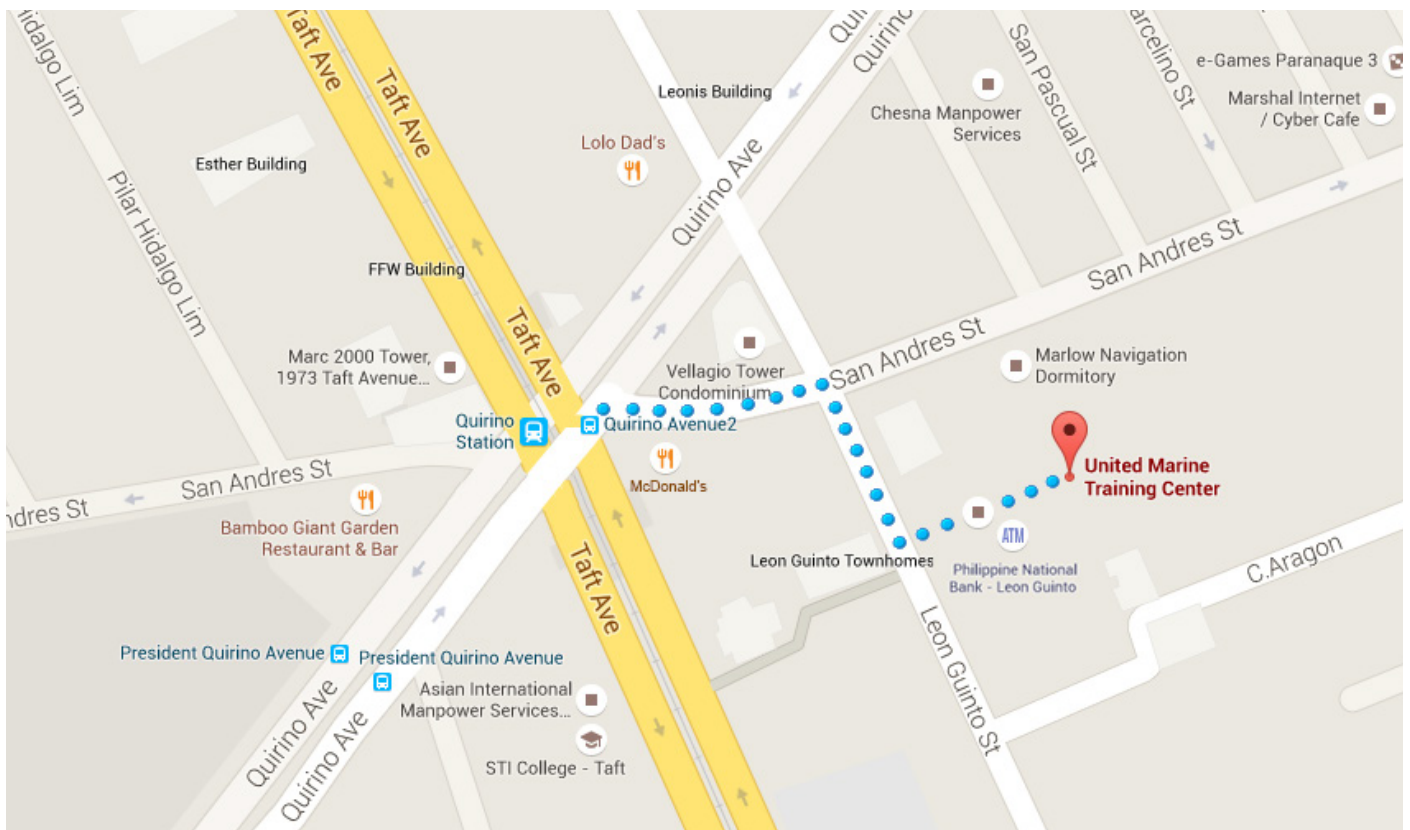 Hidalgo Lim
Taft Ave
Taft Ave
Quirino
Leonis Building
San Pascual St
e-Games Paranaque 3
Marshal Internet
/ Cyber Cafe
Chesna Manpower
Services
Lolo Dad's
Esther Building
Quirino Ave
Pilar Hidalgo Lim
San Andres St
FFW Building
Taft Ave
San Andres St
Marc 2000 Tower,
1973 Taft Avenue...
Vellagio Tower
Condominium
Marlow Navigation
Dormitory
Quirino
Station
Quirino Avenue2
McDonald's
United Marine
Training Center
San Andres St
Bamboo Giant Garden
Restaurant & Bar
ATM
Leon Guinto Townhomes
Philippine National
Bank - Leon Guinto
C.Aragon
Taft Ave
Leon Guinto St
President Quirino Avenue
President Quirino Avenue
Asian International
Manpower Services...
Quirino Ave
Quirino Ave
STI College - Taft